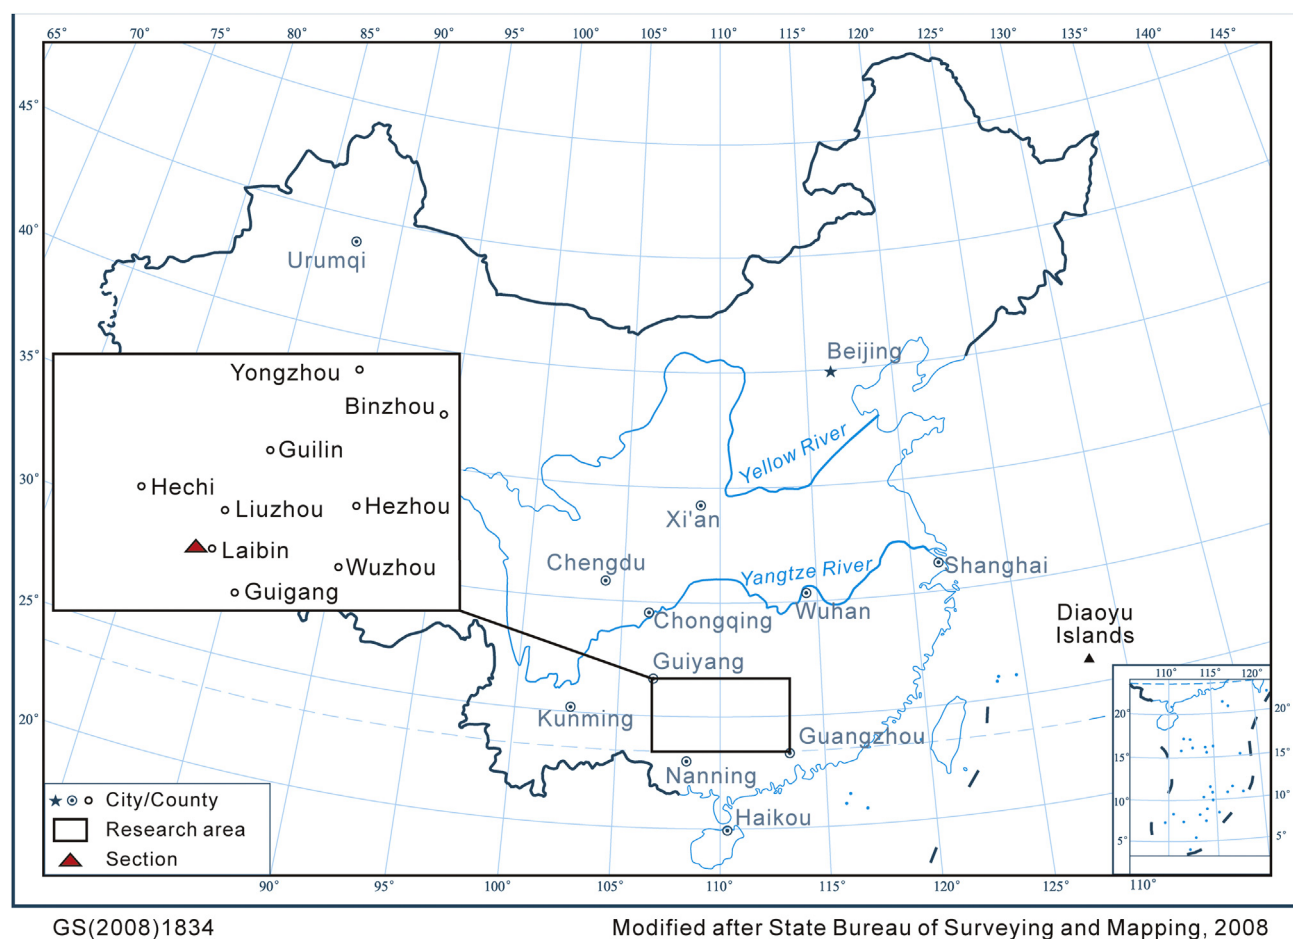 65° 70° 75° 80° 85° 90° 95° 100° 105° 110° 115° 120° 125° 130° 135° 140° 145°
45°
40°
35°
30°
25°
20°
Urumqi
Beijing
Yongzhou
Binzhou
Guilin
Hechi
Liuzhou
Hezhou
Laibin
Wuzhou
Guigang
Yellow River
Xi'an
Chengdu
Yangtze River
Shanghai
Wuhan
Chongqing
Diaoyu
Islands
Guiyang
Kunming
Guangzhou
Nanning
Haikou
110° 115° 120°
20° 20°
15° 15°
10° 10°
5° 5°
City/County
Research area
Section
90° 95° 100° 105° 110° 115° 120° 125° 110°
GS(2008)1834
Modified after State Bureau of Surveying and Mapping, 2008